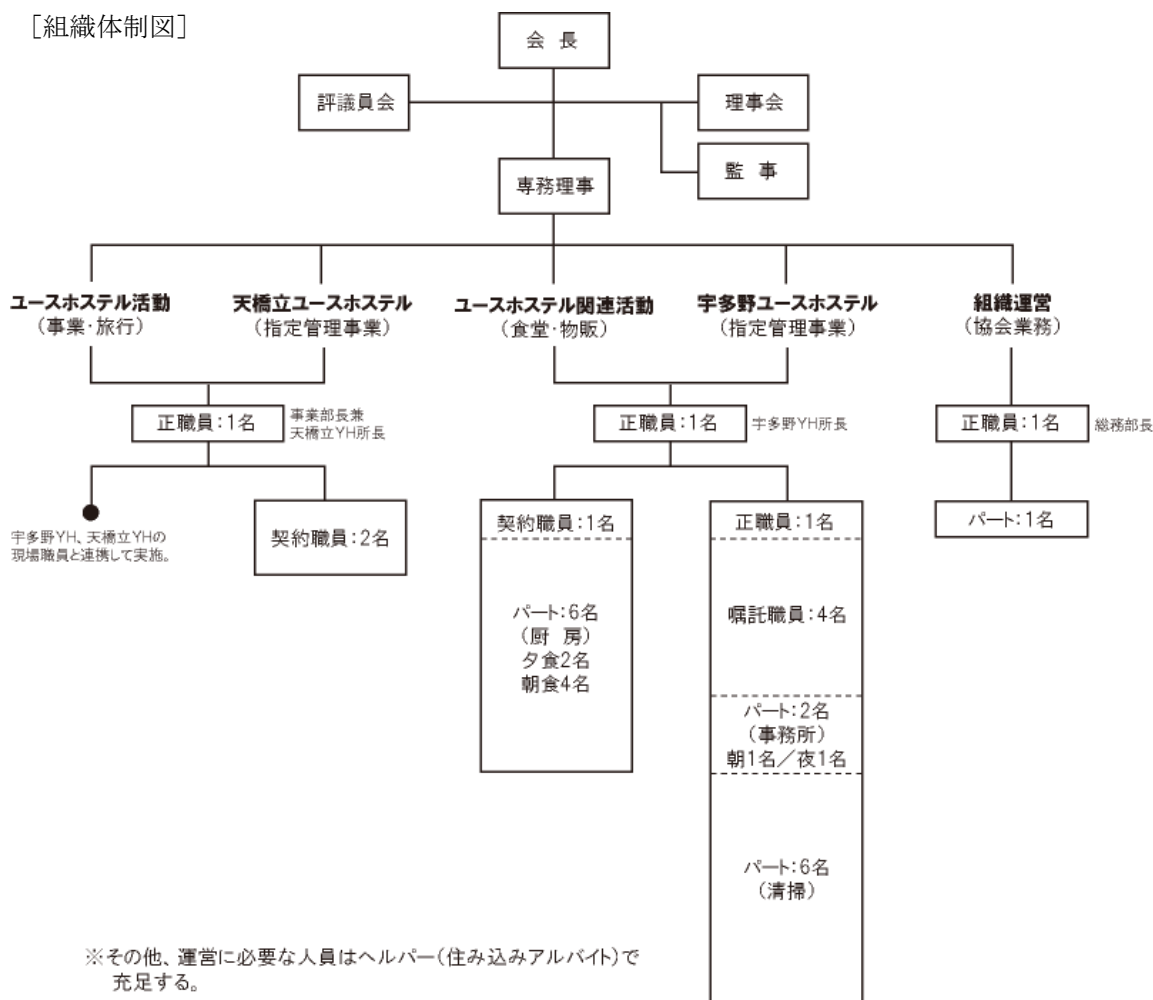 ［組織体制図］
会 長
評議員会
理事会
監 事
専務理事
ユースホステル活動
（事業・旅行）
天橋立ユースホステル
（指定管理事業）
ユースホステル関連活動
（食堂・物販）
宇多野ユースホステル
（指定管理事業）
組織運営
（協会業務）
正職員：1名
事業部長兼
天橋立YH所長
正職員：1名
宇多野YH所長
正職員：1名
総務部長
宇多野YH、天橋立YHの
現場職員と連携して実施。
契約職員：2名
契約職員：1名
パート：6名
（厨 房）
夕食2名
朝食4名
正職員：1名
嘱託職員：4名
パート：2名
（事務所）
朝1名／夜1名
パート：6名
（清掃）
パート：1名
※その他、運営に必要な人員はヘルパー（住み込みアルバイト）で
充足する。